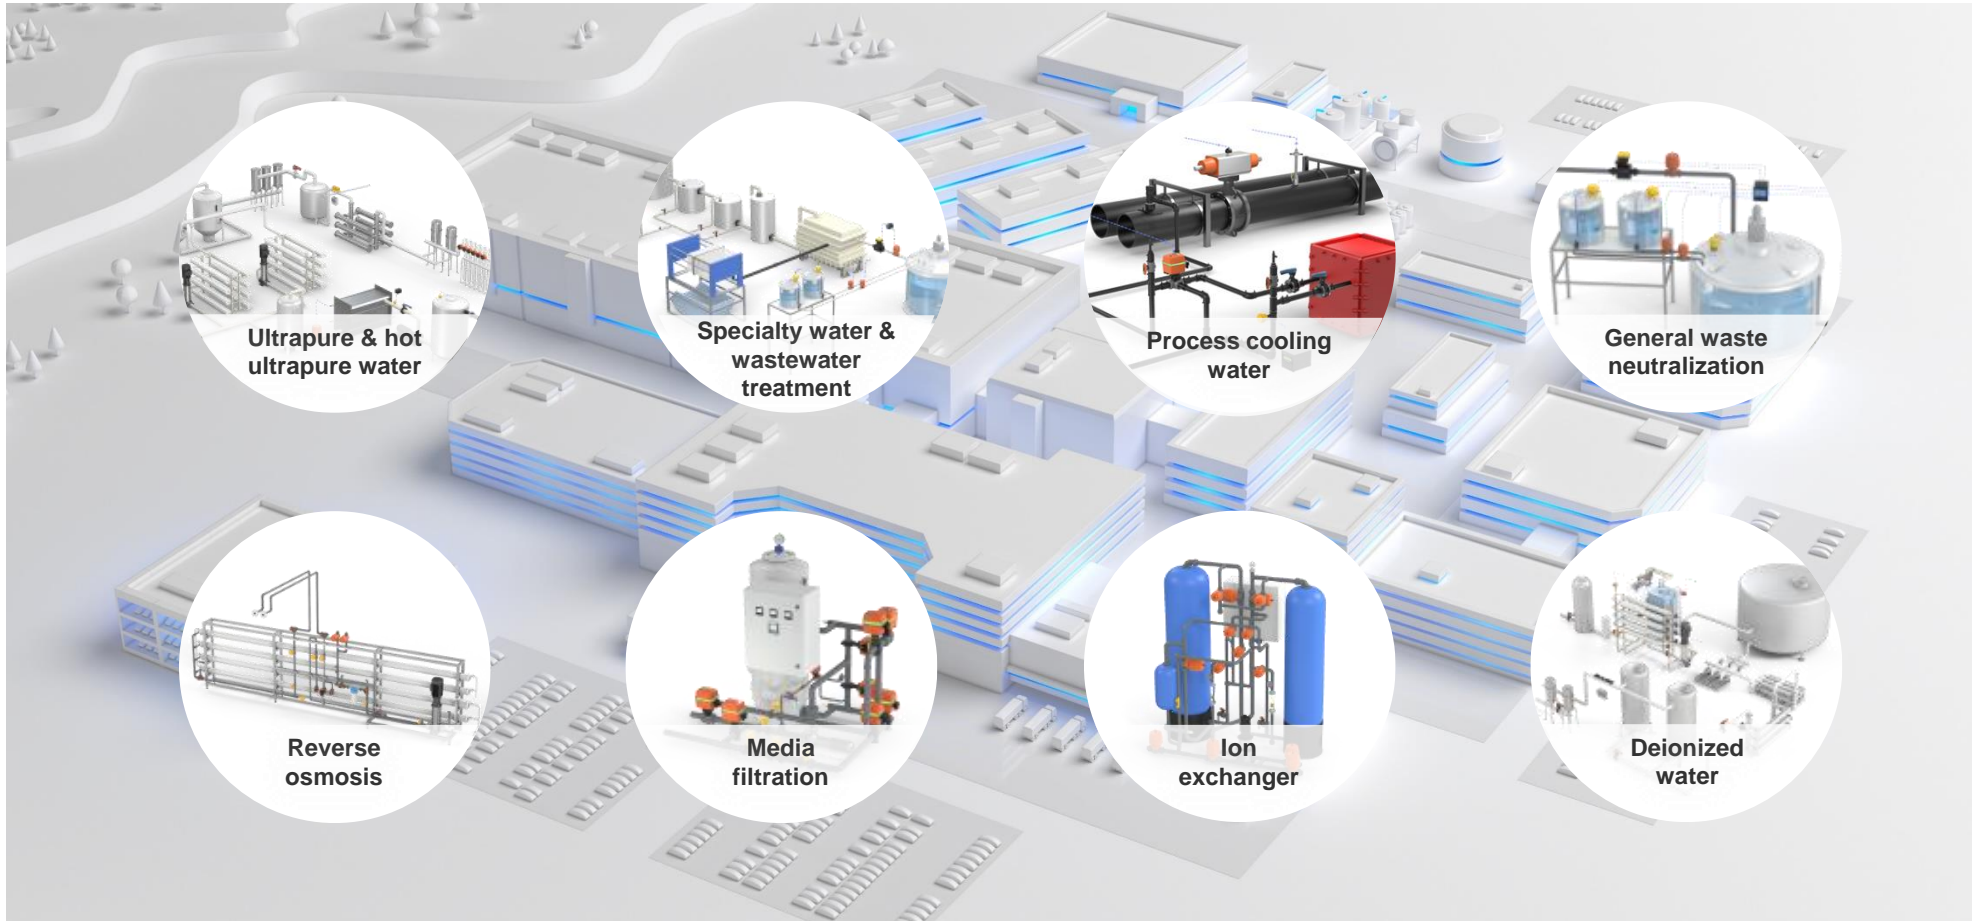 Ultrapure & hot
ultrapure water
Specialty water &
wastewater
treatment
Process cooling
water
General waste
neutralization
Reverse
osmosis
Media
filtration
Ion
exchanger
Deionized
water